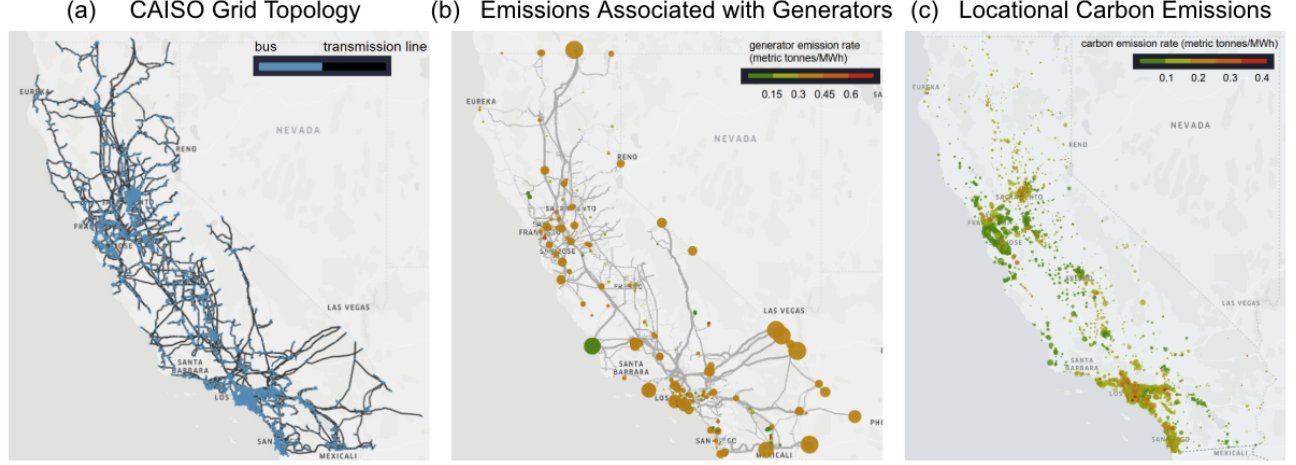 (a) CAISO Grid Topology
bus transmission line
EUREKA
NEVADA
RENO
SANTA
BARBARA
LOS
LAS VEGAS
MEXICALI
(b) Emissions Associated with Generators
generator emission rate
(metric tonnes/MWh)
0.15 0.3 0.45 0.6
EUREKA
NEVADA
RENO
LAS VEGAS
SANTA
BARBARA
MEXICALI
(c) Locational Carbon Emissions
carbon emission rate (metric tonnes/MWh)
0.1 0.2 0.3 0.4
EUREKA
NEVADA
RENO
LAS VEGAS
SANTA
BARBARA
MEXICALI